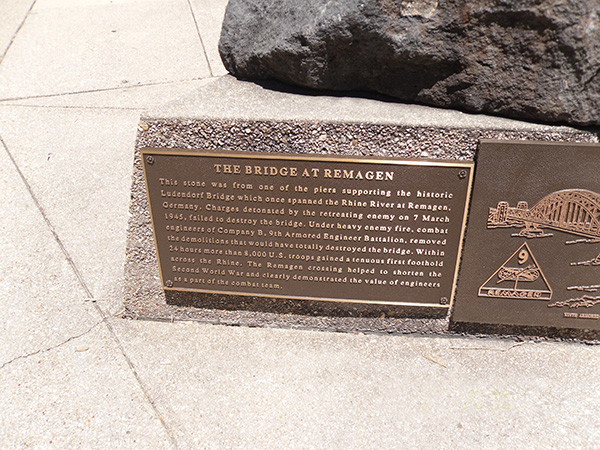 THE BRIDGE AT REMAGEN
This stone was from one of the piers supporting the historic
Ludendorf Bridge which once spanned the Rhine River at Remagen,
Germany. Charges detonated by the retreating enemy on 7 March
1945, failed to destroy the bridge. Under heavy enemy fire, combat
engineers of Company B, 9th Armored Engineer Battalion, removed
the demolitions that would have totally destroyed the bridge. Within
24 hours more than 8,000 U.S. troops gained a tenuous first foothold
across the Rhine. The Remagen crossing helped to shorten the
Second World War and clearly demonstrated the value of engineers
as a part of the combat team.
9
REMAGEN
NINTH ARMORED